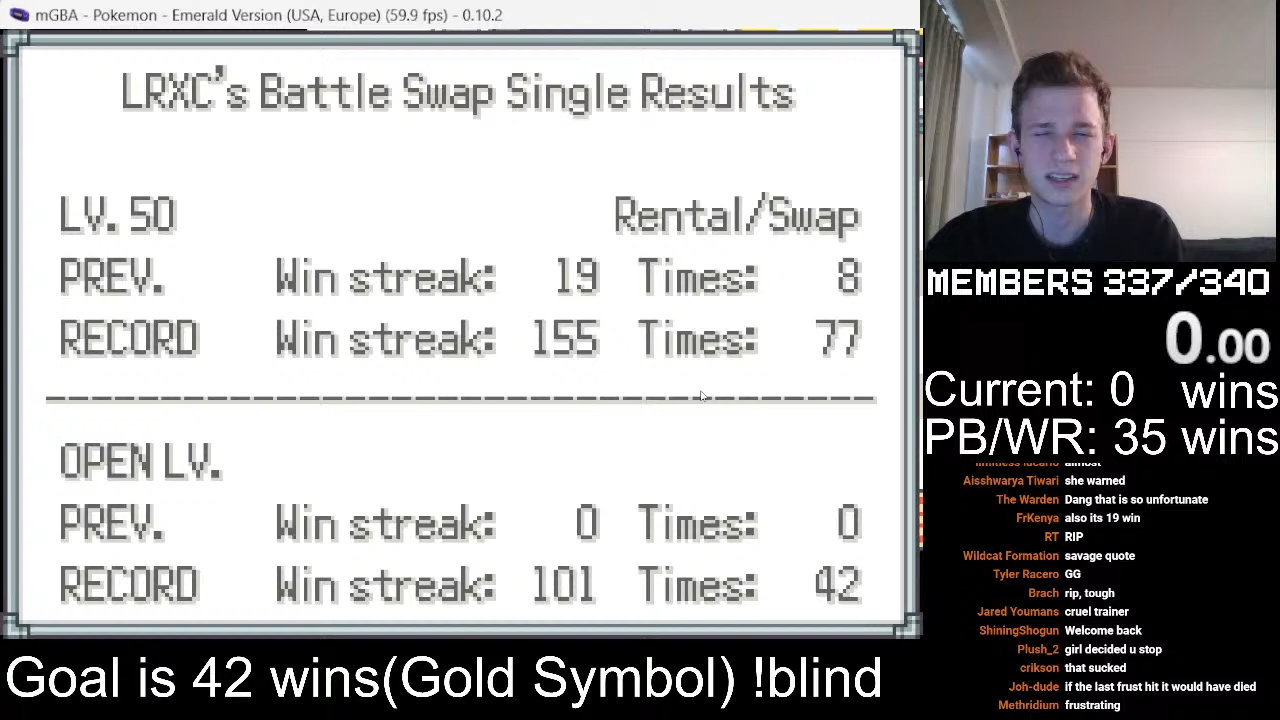 mGBA - Pokemon - Emerald Version (USA, Europe) (59.9 fps) - 0.10.2
LRXC's Battle Swap Single Results
LV. 50 Rental/Swap
PREV. Win streak: 19 Times: 8
RECORD Win streak: 155 Times: 77
OPEN LV.
PREV. Win streak: 0 Times: 0
RECORD Win streak: 101 Times: 42
Goal is 42 wins(Gold Symbol) !blind
MEMBERS 337/340
0.00
Current: 0 wins
PB/WR: 35 wins
limitless lucario almost
Aisshwarya Tiwari she warned
The Warden Dang that is so unfortunate
FrKenya also its 19 win
RT RIP
Wildcat Formation savage quote
Tyler Racero GG
Brach rip, tough
Jared Youmans cruel trainer
ShiningShogun Welcome back
Plush_2 girl decided u stop
crikson that sucked
Joh-dude if the last frust hit it would have died
Methridium frustrating